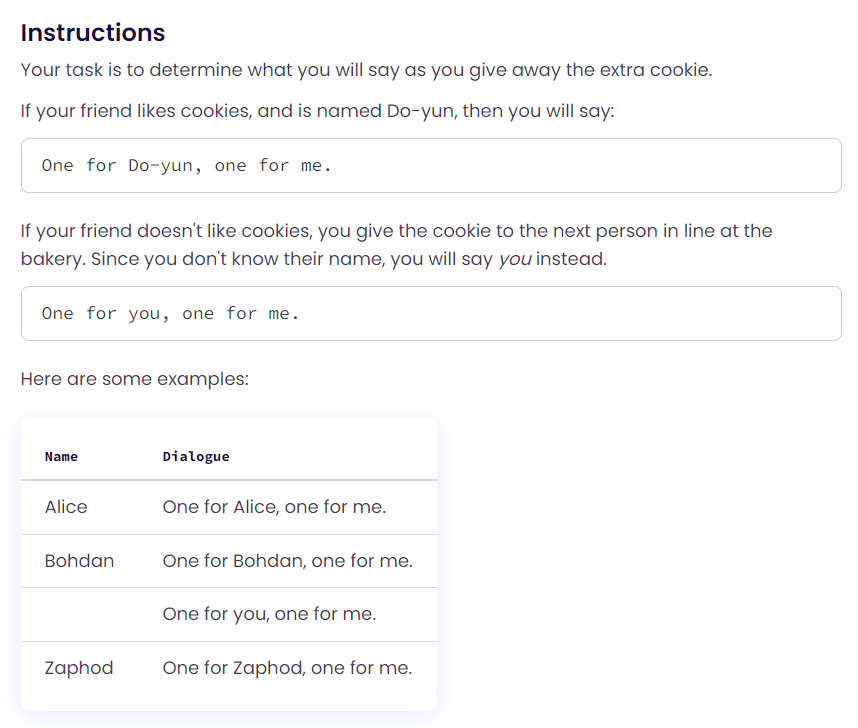 Instructions
Your task is to determine what you will say as you give away the extra cookie.
If your friend likes cookies, and is named Do-yun, then you will say:
One for Do-yun, one for me.
If your friend doesn't like cookies, you give the cookie to the next person in line at the
bakery. Since you don't know their name, you will say you instead.
One for you, one for me.
Here are some examples:
Name Dialogue
Alice One for Alice, one for me.
Bohdan One for Bohdan, one for me.
One for you, one for me.
Zaphod One for Zaphod, one for me.